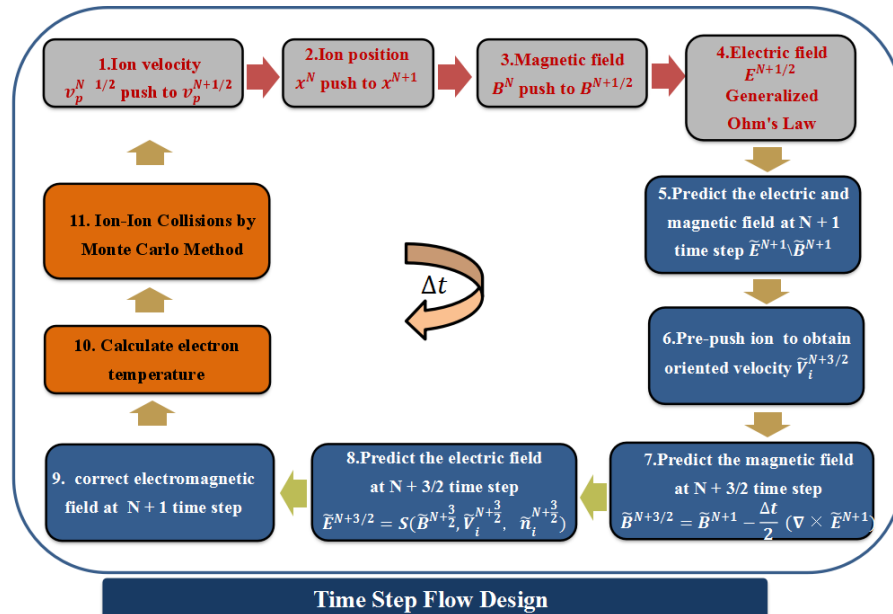 1.Ion velocity
v_p^{N 1/2} push to v_p^{N+1/2}
2.Ion position
x^N push to x^{N+1}
3.Magnetic field
B^N push to B^{N+1/2}
4.Electric field
E^{N+1/2}
Generalized
Ohm's Law
5.Predict the electric and
magnetic field at N + 1
time step Ẽ^{N+1}\B̃^{N+1}
6.Pre-push ion to obtain
oriented velocity Ṽ_i^{N+3/2}
7.Predict the magnetic field
at N + 3/2 time step
B̃^{N+3/2} = B̃^{N+1} − Δt/2 (∇ × Ẽ^{N+1})
8.Predict the electric field
at N + 3/2 time step
Ẽ^{N+3/2} = S(B̃^{N+3/2}, Ṽ_i^{N+3/2}, ñ_i^{N+3/2})
9. correct electromagnetic
field at N + 1 time step
10. Calculate electron
temperature
11. Ion-Ion Collisions by
Monte Carlo Method
Δt
Time Step Flow Design